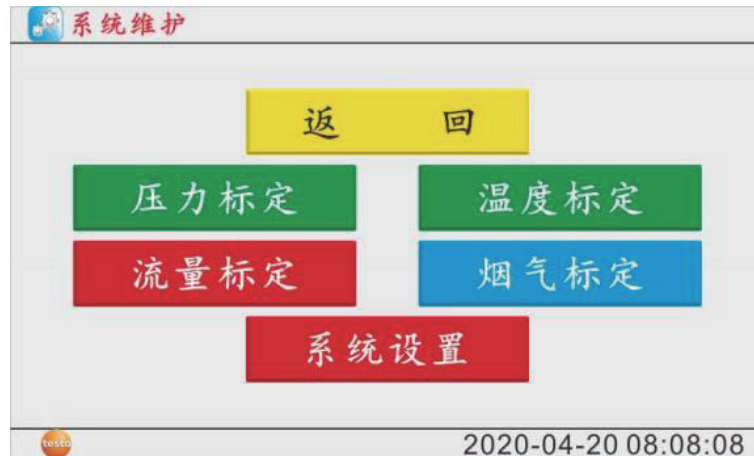 系统维护
返 回
压力标定 温度标定
流量标定 烟气标定
系统设置
testo 2020-04-20 08:08:08